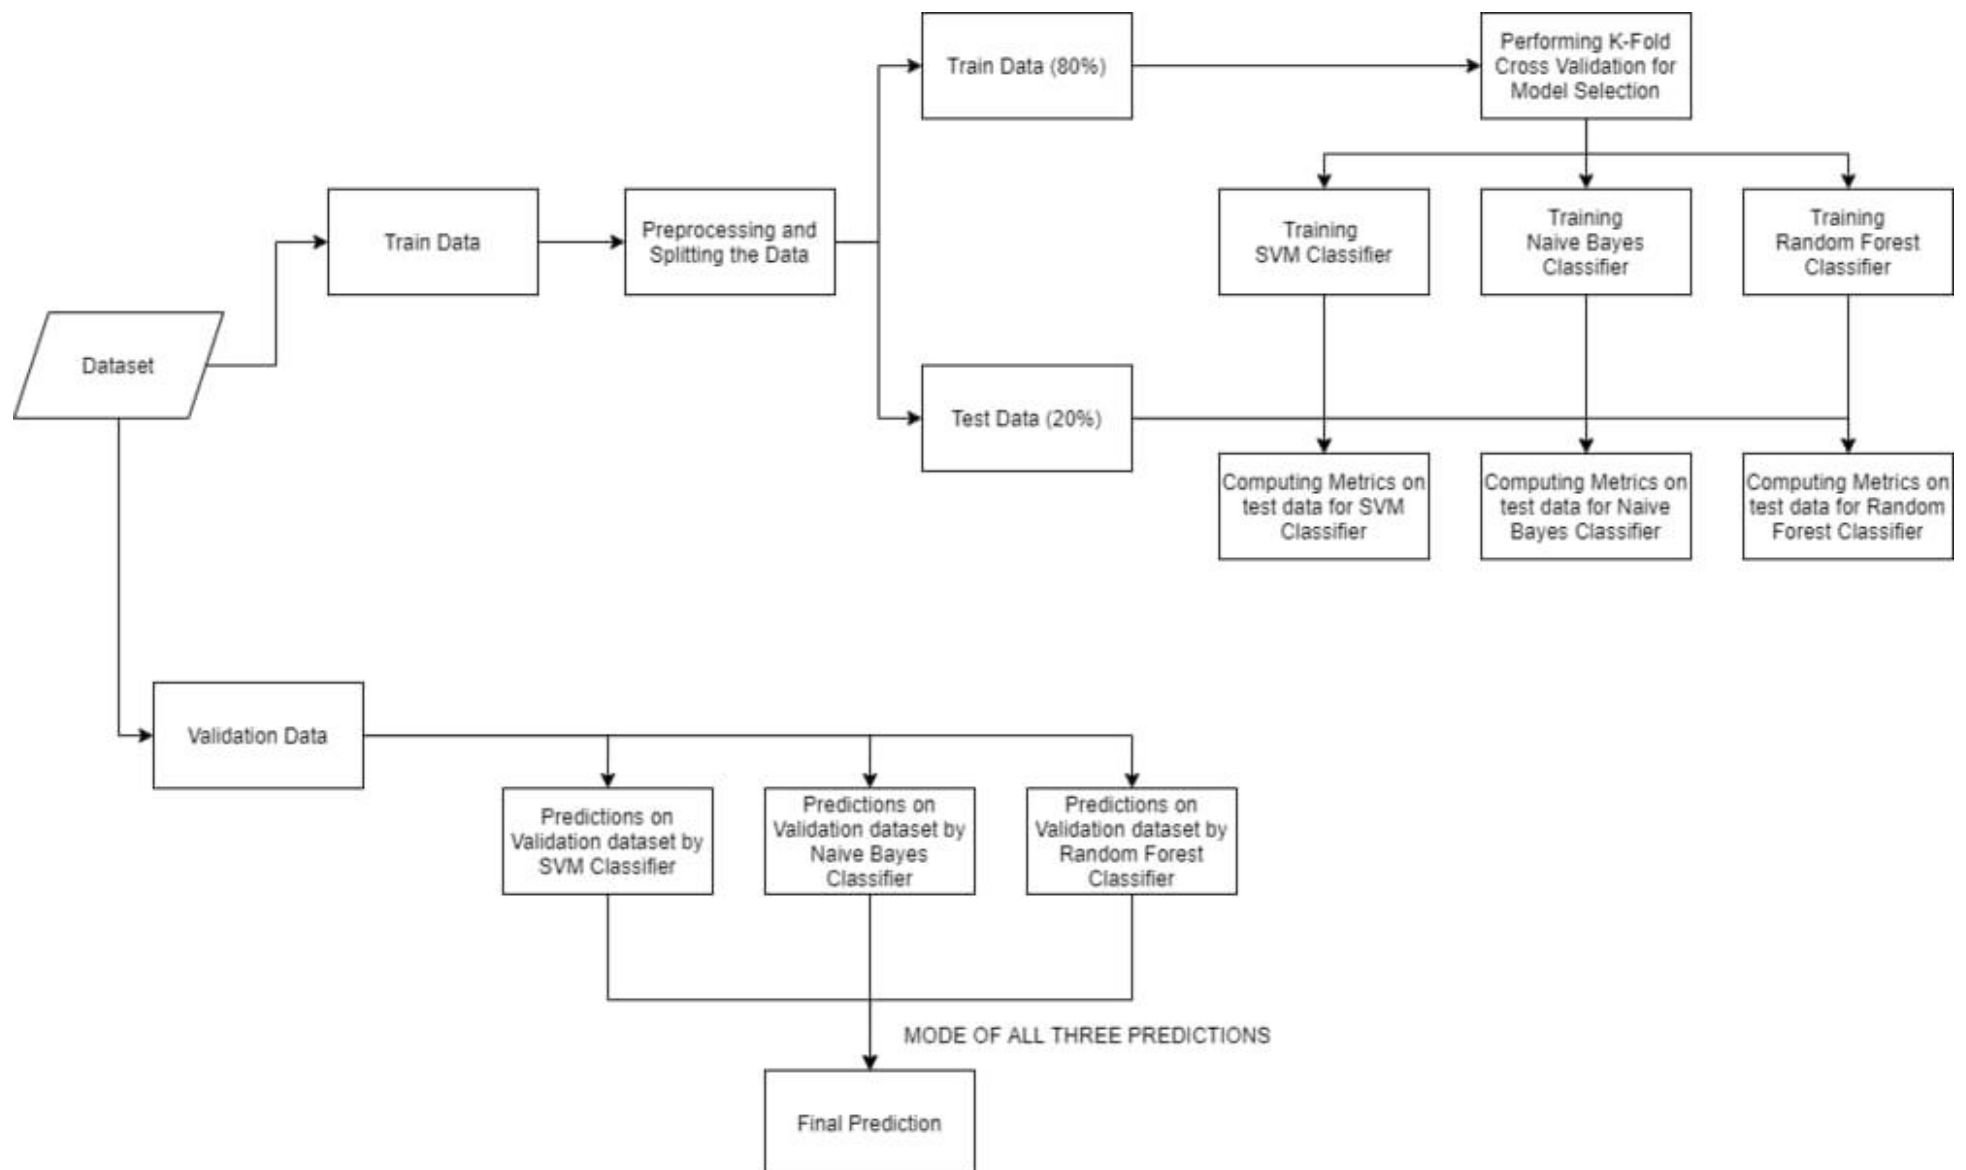 Train Data (80%)
Performing K-Fold
Cross Validation for
Model Selection
Train Data
Preprocessing and
Splitting the Data
Training
SVM Classifier
Training
Naive Bayes
Classifier
Training
Random Forest
Classifier
Dataset
Test Data (20%)
Computing Metrics on
test data for SVM
Classifier
Computing Metrics on
test data for Naive
Bayes Classifier
Computing Metrics on
test data for Random
Forest Classifier
Validation Data
Predictions on
Validation dataset by
SVM Classifier
Predictions on
Validation dataset by
Naive Bayes
Classifier
Predictions on
Validation dataset by
Random Forest
Classifier
MODE OF ALL THREE PREDICTIONS
Final Prediction